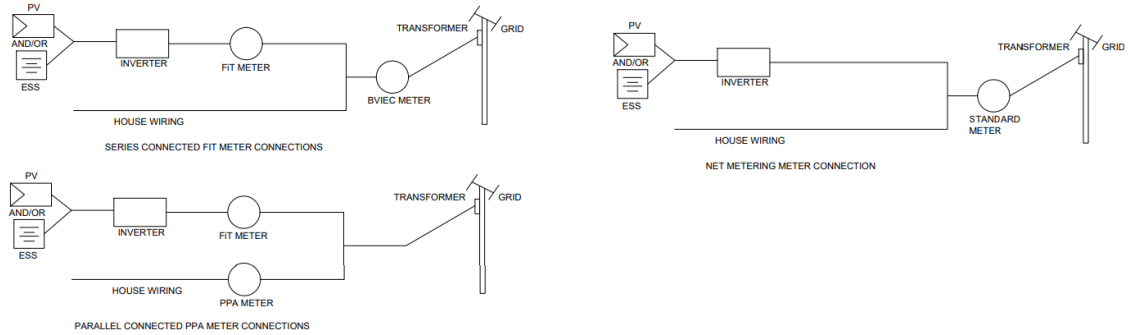 PV
AND/OR
ESS
INVERTER
FiT METER
BVIEC METER
TRANSFORMER
GRID
HOUSE WIRING
SERIES CONNECTED FIT METER CONNECTIONS
PV
AND/OR
ESS
INVERTER
TRANSFORMER
GRID
STANDARD
METER
HOUSE WIRING
NET METERING METER CONNECTION
PV
AND/OR
ESS
INVERTER
FiT METER
TRANSFORMER
GRID
HOUSE WIRING
PPA METER
PARALLEL CONNECTED PPA METER CONNECTIONS